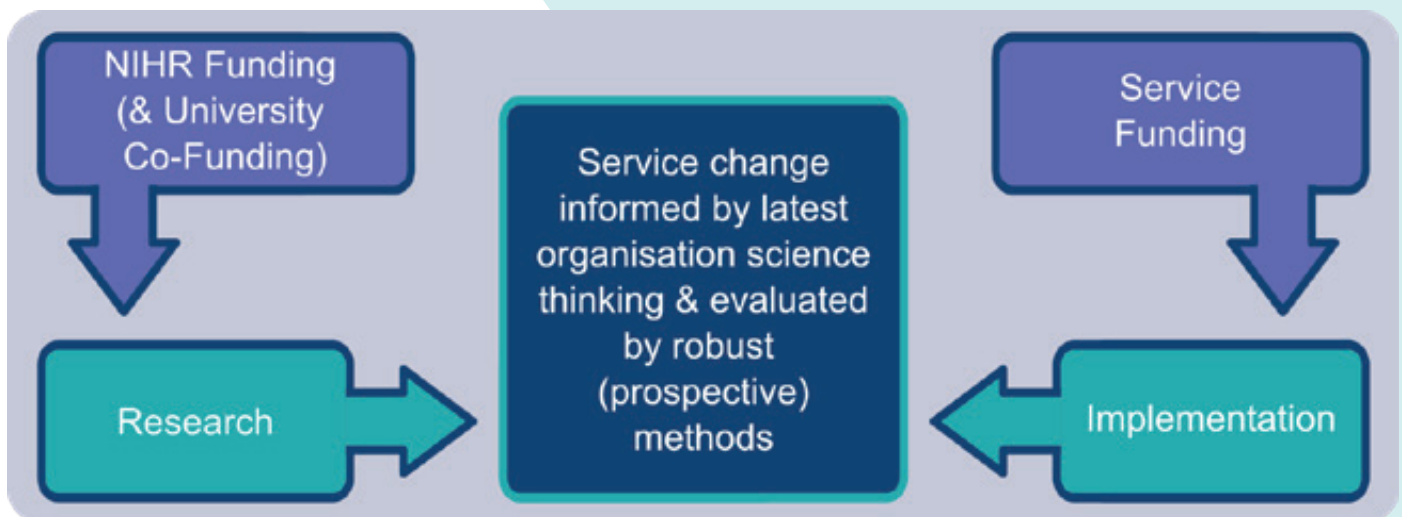 NIHR Funding
(& University
Co-Funding)
Service
Funding
Service change
informed by latest
organisation science
thinking & evaluated
by robust
(prospective)
methods
Research
Implementation